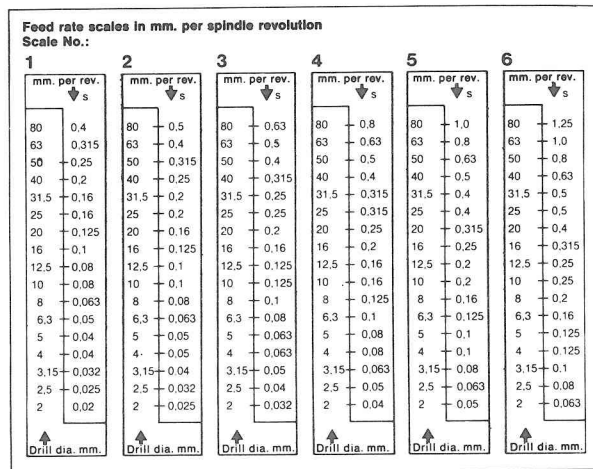 Feed rate scales in mm. per spindle revolution
Scale No.:
1 2 3 4 5 6
mm. per rev. mm. per rev. mm. per rev. mm. per rev. mm. per rev. mm. per rev.
s s s s s s
80 0,4 80 0,5 80 0,63 80 0,8 80 1,0 80 1,25
63 0,315 63 0,4 63 0,5 63 0,63 63 0,8 63 1,0
50 0,25 50 0,315 50 0,4 50 0,5 50 0,63 50 0,8
40 0,2 40 0,25 40 0,315 40 0,4 40 0,5 40 0,63
31.5 0,16 31.5 0,2 31.5 0,25 31.5 0,315 31.5 0,4 31.5 0,5
25 0,16 25 0,2 25 0,25 25 0,315 25 0,4 25 0,5
20 0,125 20 0,16 20 0,2 20 0,25 20 0,315 20 0,4
16 0,1 16 0,125 16 0,16 16 0,2 16 0,25 16 0,315
12,5 0,08 12,5 0,1 12,5 0,125 12,5 0,16 12,5 0,2 12,5 0,25
10 0,08 10 0,1 10 0,125 10 0,16 10 0,2 10 0,25
8 0,063 8 0,08 8 0,1 8 0,125 8 0,16 8 0,2
6,3 0,05 6,3 0,063 6,3 0,08 6,3 0,1 6,3 0,125 6,3 0,16
5 0,04 5 0,05 5 0,063 5 0,08 5 0,1 5 0,125
4 0,04 4 0,05 4 0,063 4 0,08 4 0,1 4 0,125
3,15 0,032 3,15 0,04 3,15 0,05 3,15 0,063 3,15 0,08 3,15 0,1
2,5 0,025 2,5 0,032 2,5 0,04 2,5 0,05 2,5 0,063 2,5 0,08
2 0,02 2 0,025 2 0,032 2 0,04 2 0,05 2 0,063
Drill dia. mm. Drill dia. mm. Drill dia. mm. Drill dia. mm. Drill dia. mm. Drill dia. mm.